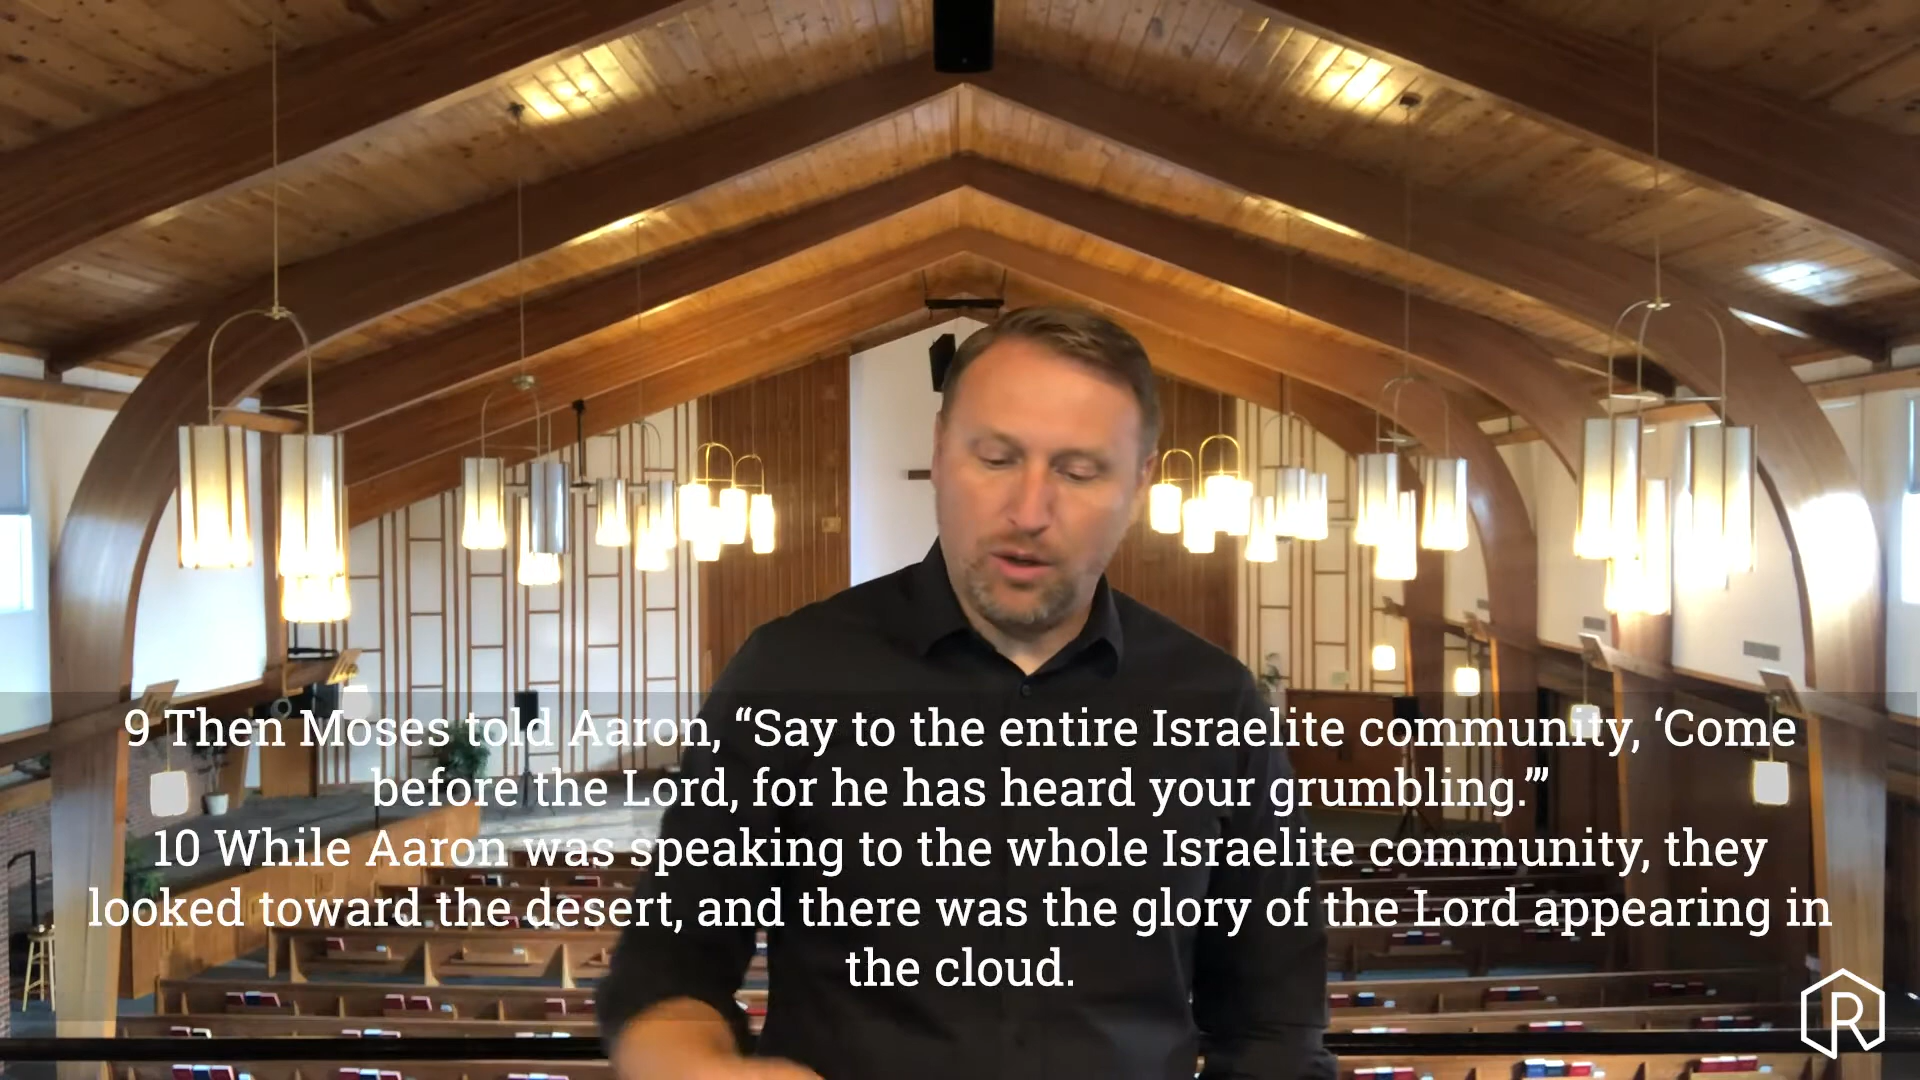 9 Then Moses told Aaron, “Say to the entire Israelite community, ‘Come
before the Lord, for he has heard your grumbling.’”
10 While Aaron was speaking to the whole Israelite community, they
looked toward the desert, and there was the glory of the Lord appearing in
the cloud.
R